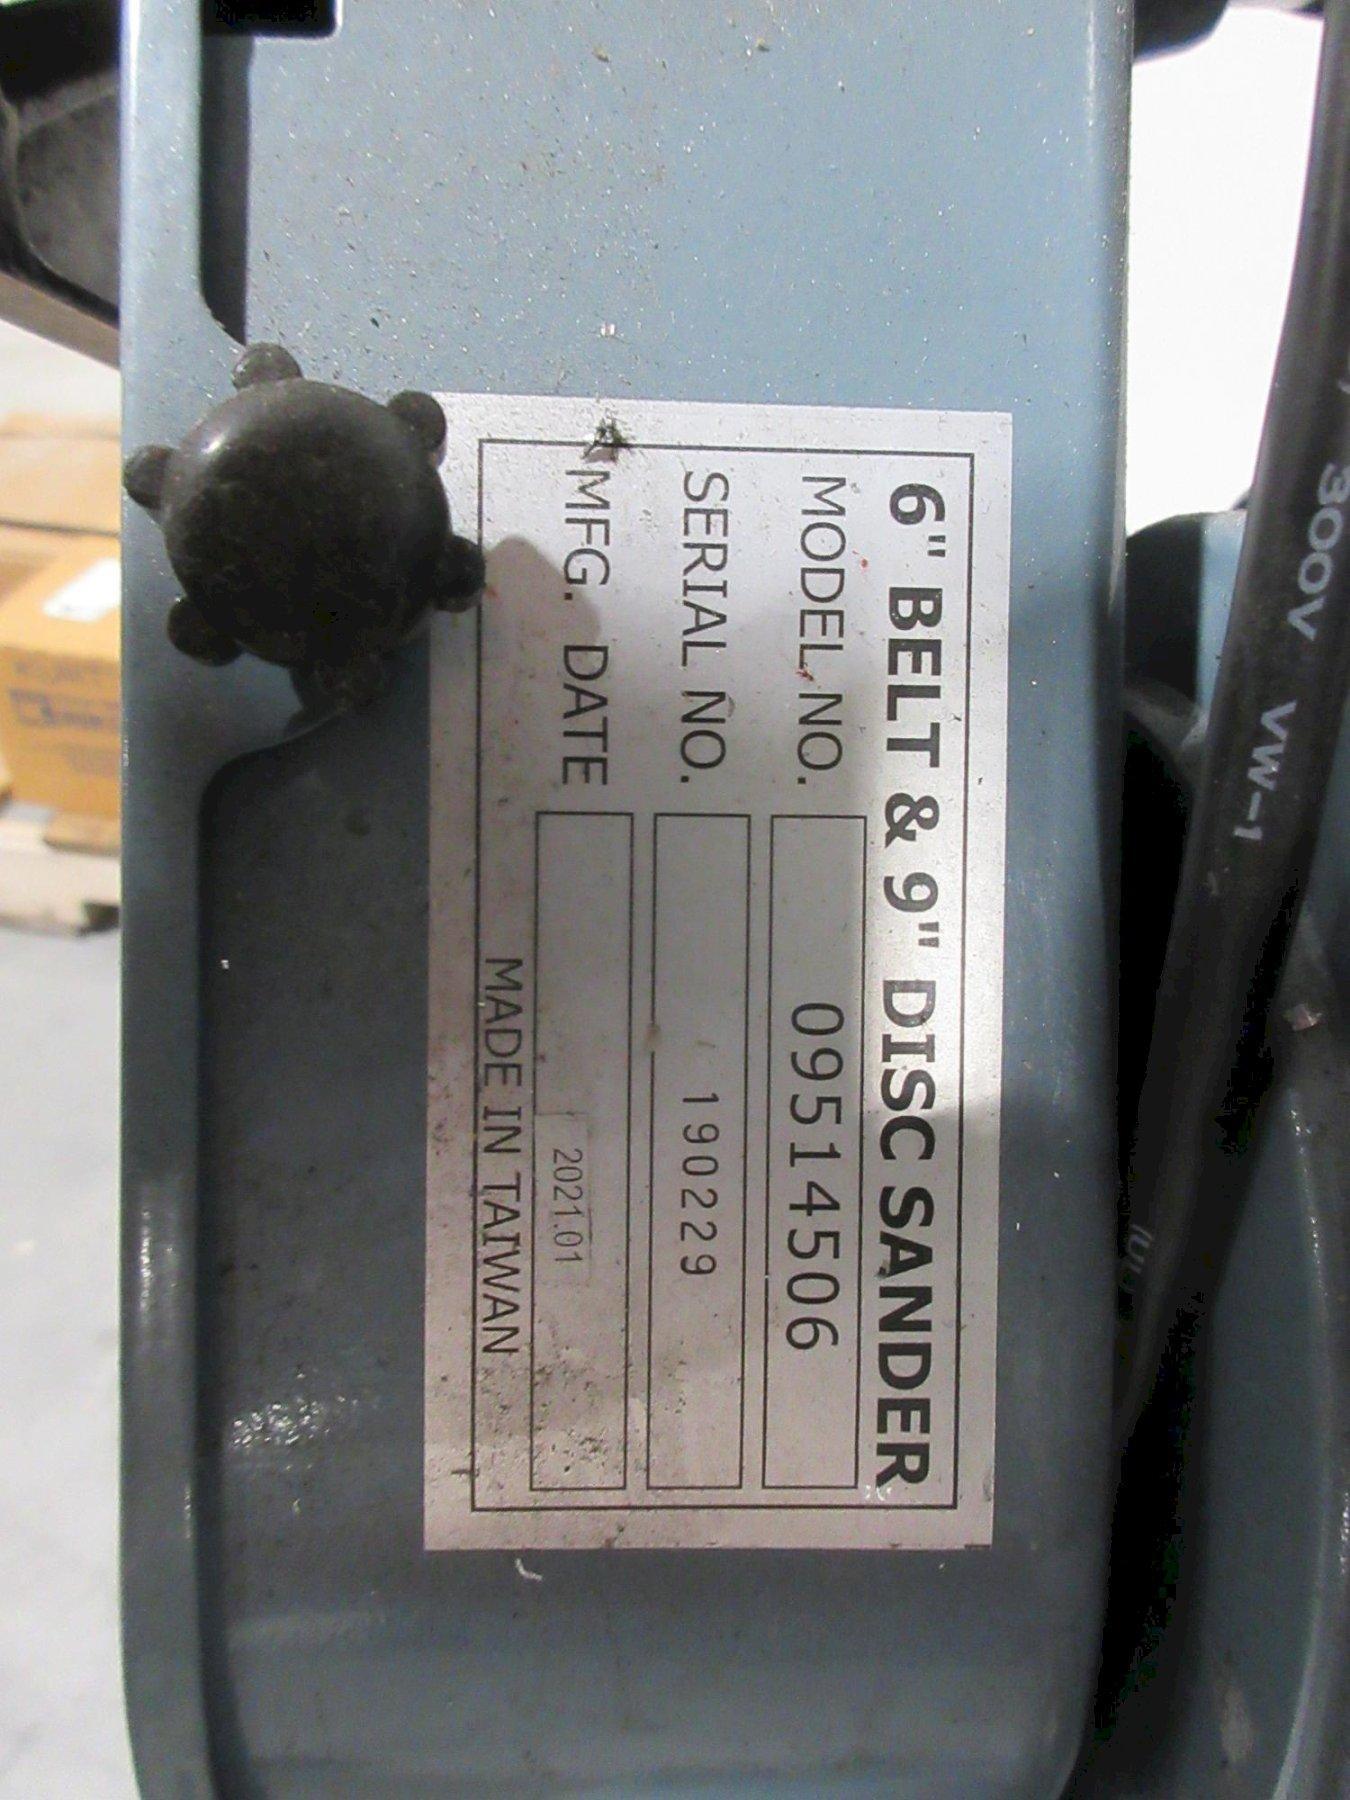 6" BELT & 9" DISC SANDER
MODEL NO. 09514506
SERIAL NO. 190229
MFG. DATE 2021.01
MADE IN TAIWAN
300V VW-1